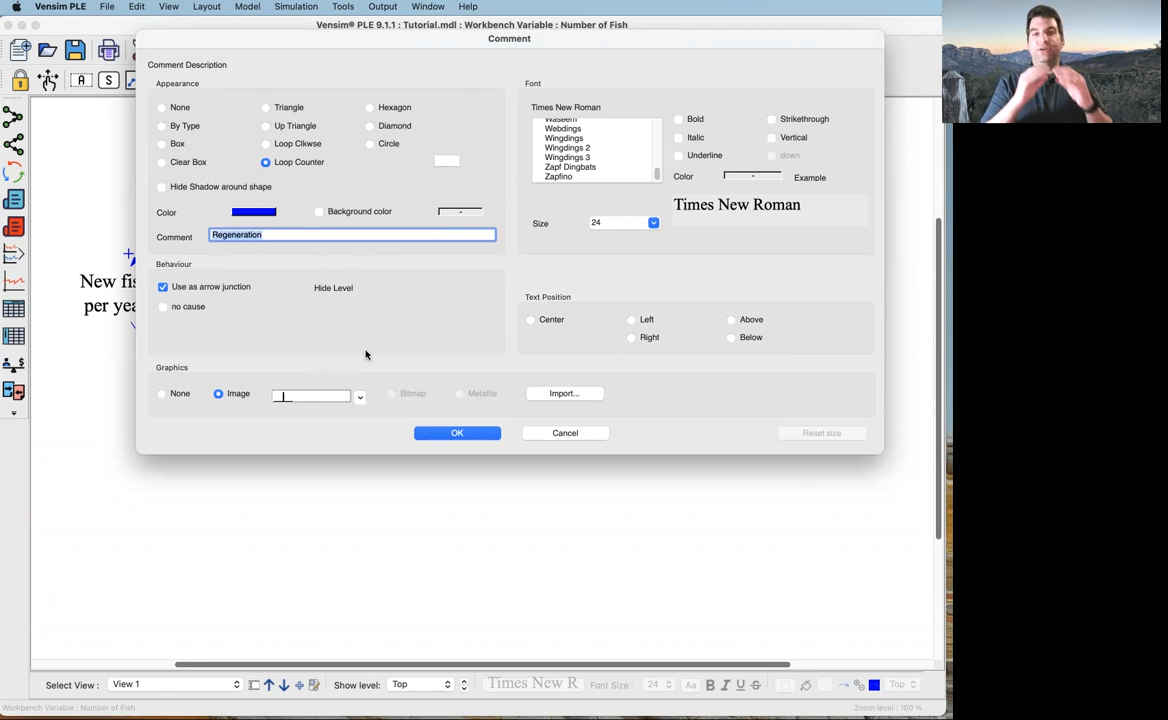 Vensim PLE File Edit View Layout Model Simulation Tools Output Window Help
Vensim® PLE 9.1.1 : Tutorial.mdl : Workbench Variable : Number of Fish
Comment
Comment Description
Appearance
None Triangle Hexagon
By Type Up Triangle Diamond
Box Loop Clkwse Circle
Clear Box Loop Counter
Hide Shadow around shape
Color Background color -
Comment Regeneration
Font
Times New Roman
Waseem
Webdings
Wingdings
Wingdings 2
Wingdings 3
Zapf Dingbats
Zapfino
Bold Strikethrough
Italic Vertical
Underline down
Color - Example
Times New Roman
Size 24
Behaviour
Use as arrow junction Hide Level
no cause
Text Position
Center Left Above
Right Below
Graphics
None Image Bitmap Metafile Import...
OK Cancel Reset size
A S
New fis
per yea
Select View : View 1 Show level: Top Times New R Font Size : 24 Aa B I U S Top
Workbench Variable : Number of Fish Zoom level : 100 %